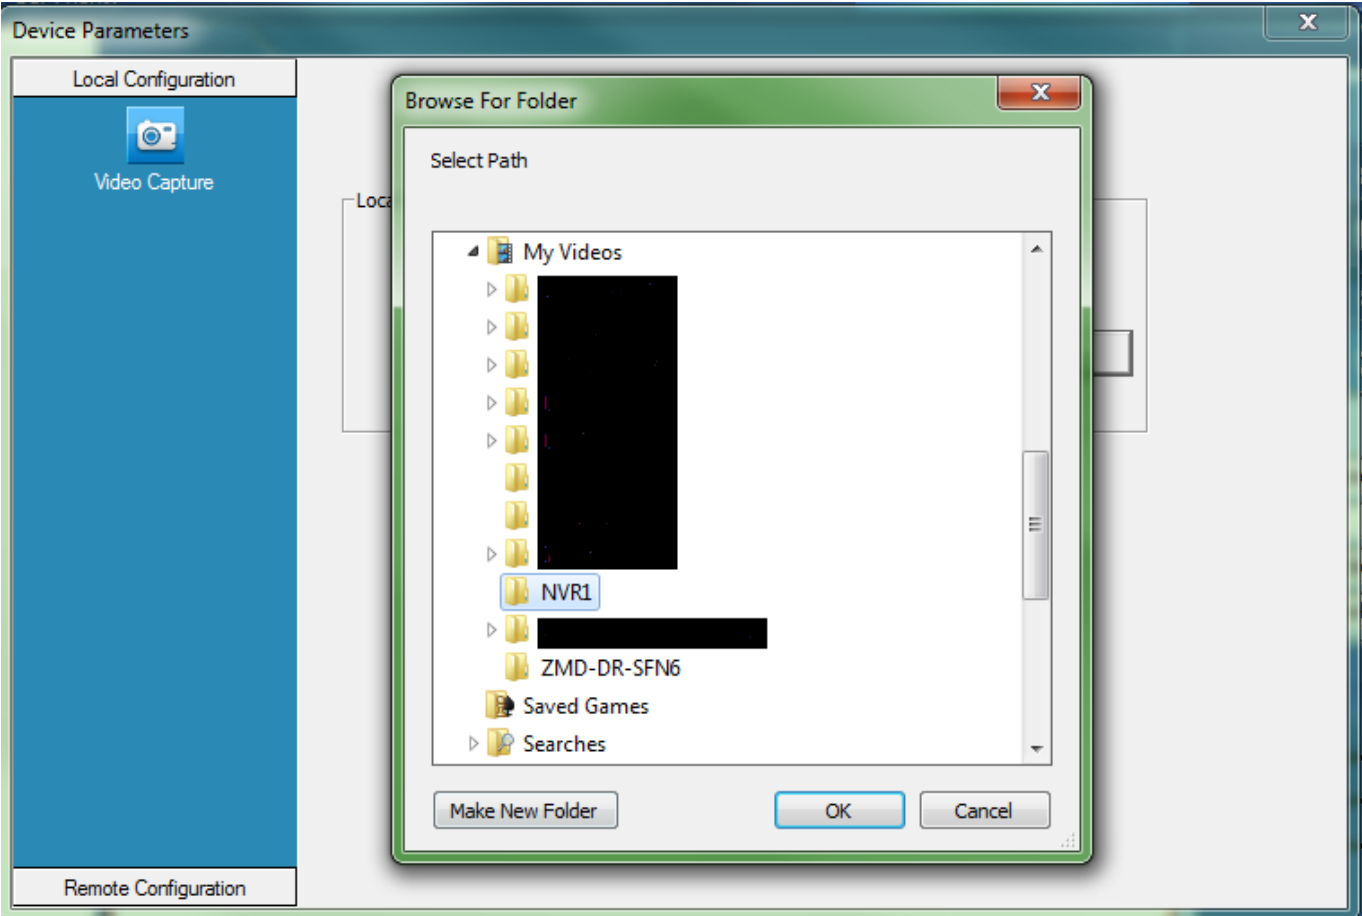 Device Parameters
Local Configuration
Video Capture
Remote Configuration
Browse For Folder
Select Path
My Videos
NVR1
ZMD-DR-SFN6
Saved Games
Searches
Make New Folder
OK
Cancel